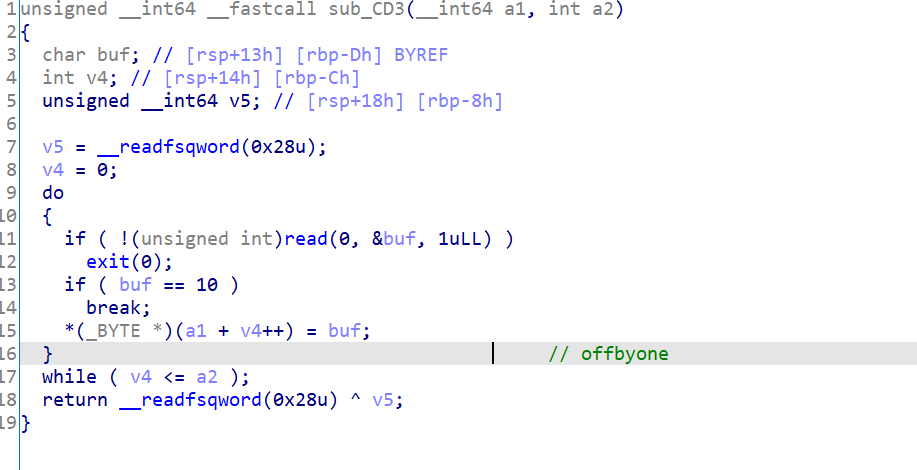 1 unsigned __int64 __fastcall sub_CD3(__int64 a1, int a2)
2 {
3   char buf; // [rsp+13h] [rbp-Dh] BYREF
4   int v4; // [rsp+14h] [rbp-Ch]
5   unsigned __int64 v5; // [rsp+18h] [rbp-8h]
6
7   v5 = __readfsqword(0x28u);
8   v4 = 0;
9   do
10   {
11     if ( !(unsigned int)read(0, &buf, 1uLL) )
12       exit(0);
13     if ( buf == 10 )
14       break;
15     *(_BYTE *)(a1 + v4++) = buf;
16   }                                           // offbyone
17   while ( v4 <= a2 );
18   return __readfsqword(0x28u) ^ v5;
19 }